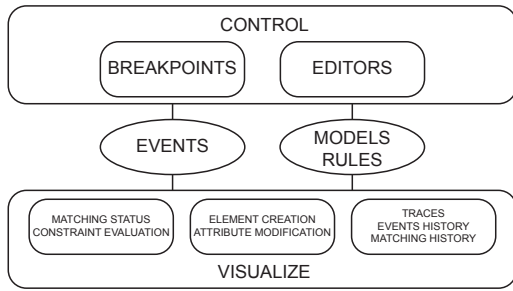 CONTROL
BREAKPOINTS
EDITORS
EVENTS
MODELS
RULES
MATCHING STATUS
CONSTRAINT EVALUATION
ELEMENT CREATION
ATTRIBUTE MODIFICATION
TRACES
EVENTS HISTORY
MATCHING HISTORY
VISUALIZE